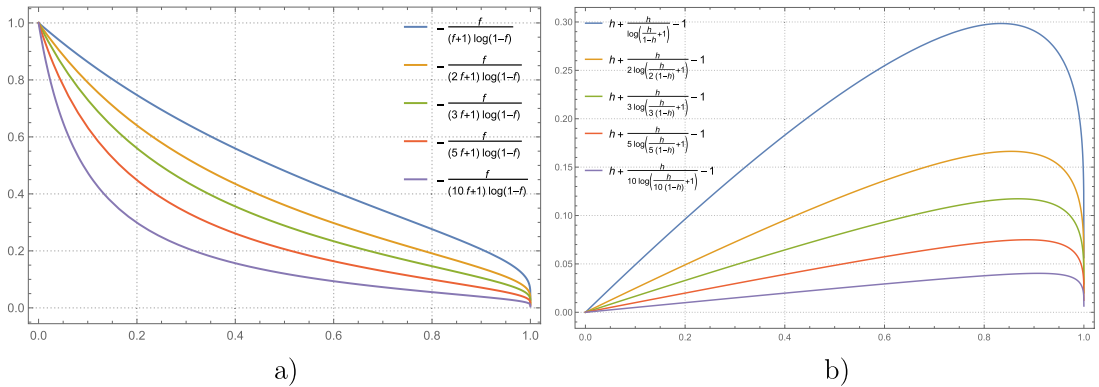 1.0
0.8
0.6
0.4
0.2
0.0
0.0 0.2 0.4 0.6 0.8 1.0
− f/((f+1) log(1−f))
− f/((2 f+1) log(1−f))
− f/((3 f+1) log(1−f))
− f/((5 f+1) log(1−f))
− f/((10 f+1) log(1−f))
a)
0.30
0.25
0.20
0.15
0.10
0.05
0.00
0.0 0.2 0.4 0.6 0.8 1.0
h + h/(log(h/(1−h)+1)) − 1
h + h/(2 log(h/(2 (1−h))+1)) − 1
h + h/(3 log(h/(3 (1−h))+1)) − 1
h + h/(5 log(h/(5 (1−h))+1)) − 1
h + h/(10 log(h/(10 (1−h))+1)) − 1
b)